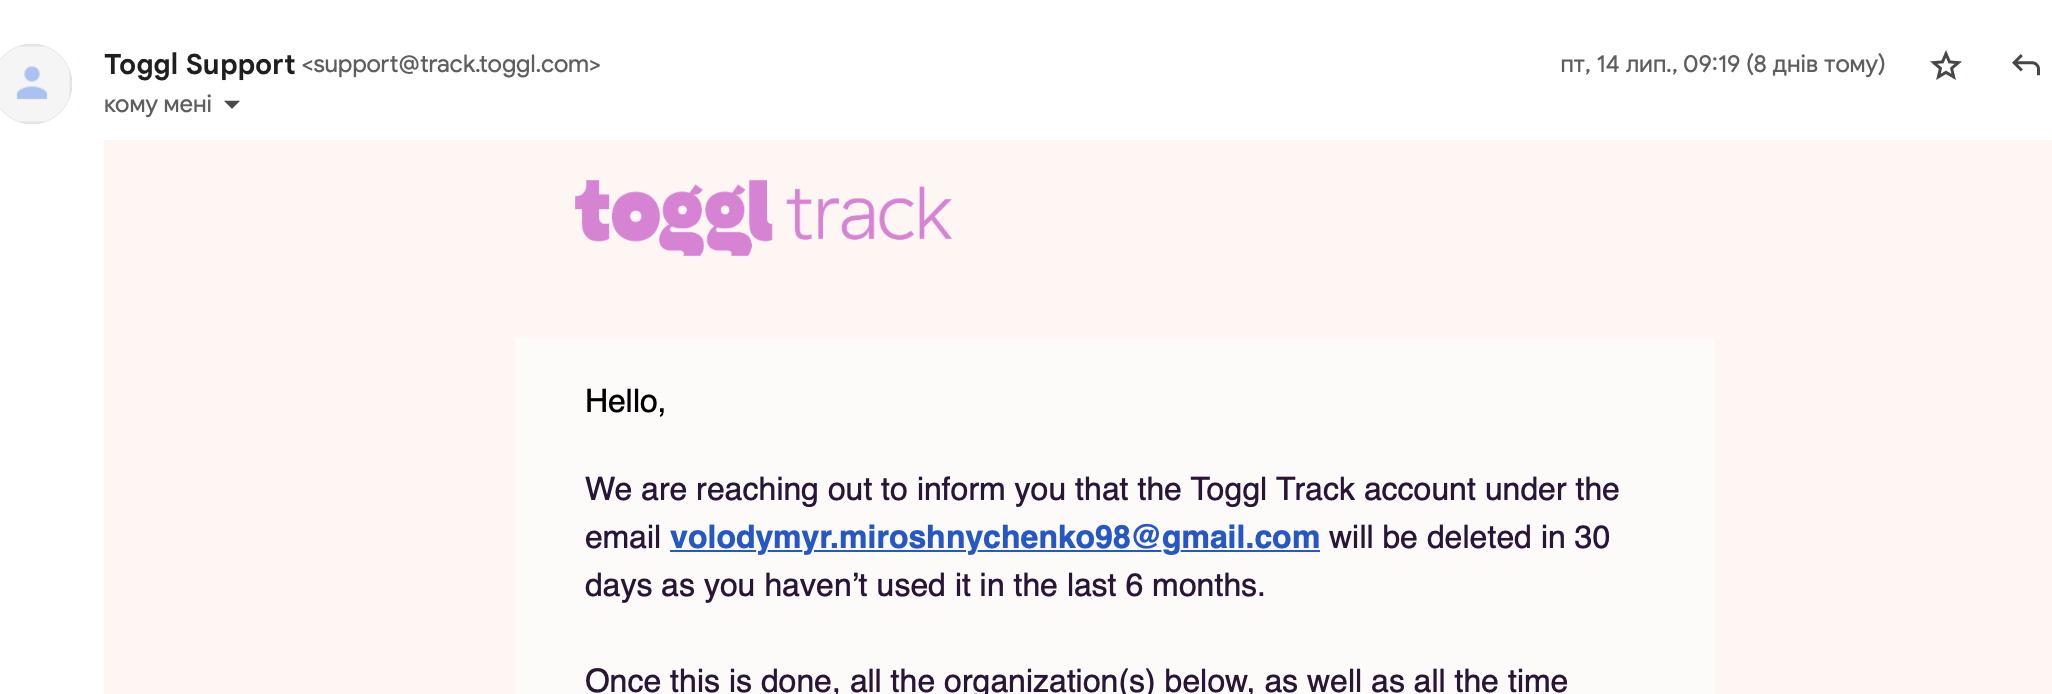 Toggl Support <support@track.toggl.com>
пт, 14 лип., 09:19 (8 днів тому)
кому мені
toggl track
Hello,
We are reaching out to inform you that the Toggl Track account under the
email volodymyr.miroshnychenko98@gmail.com will be deleted in 30
days as you haven’t used it in the last 6 months.
Once this is done, all the organization(s) below, as well as all the time